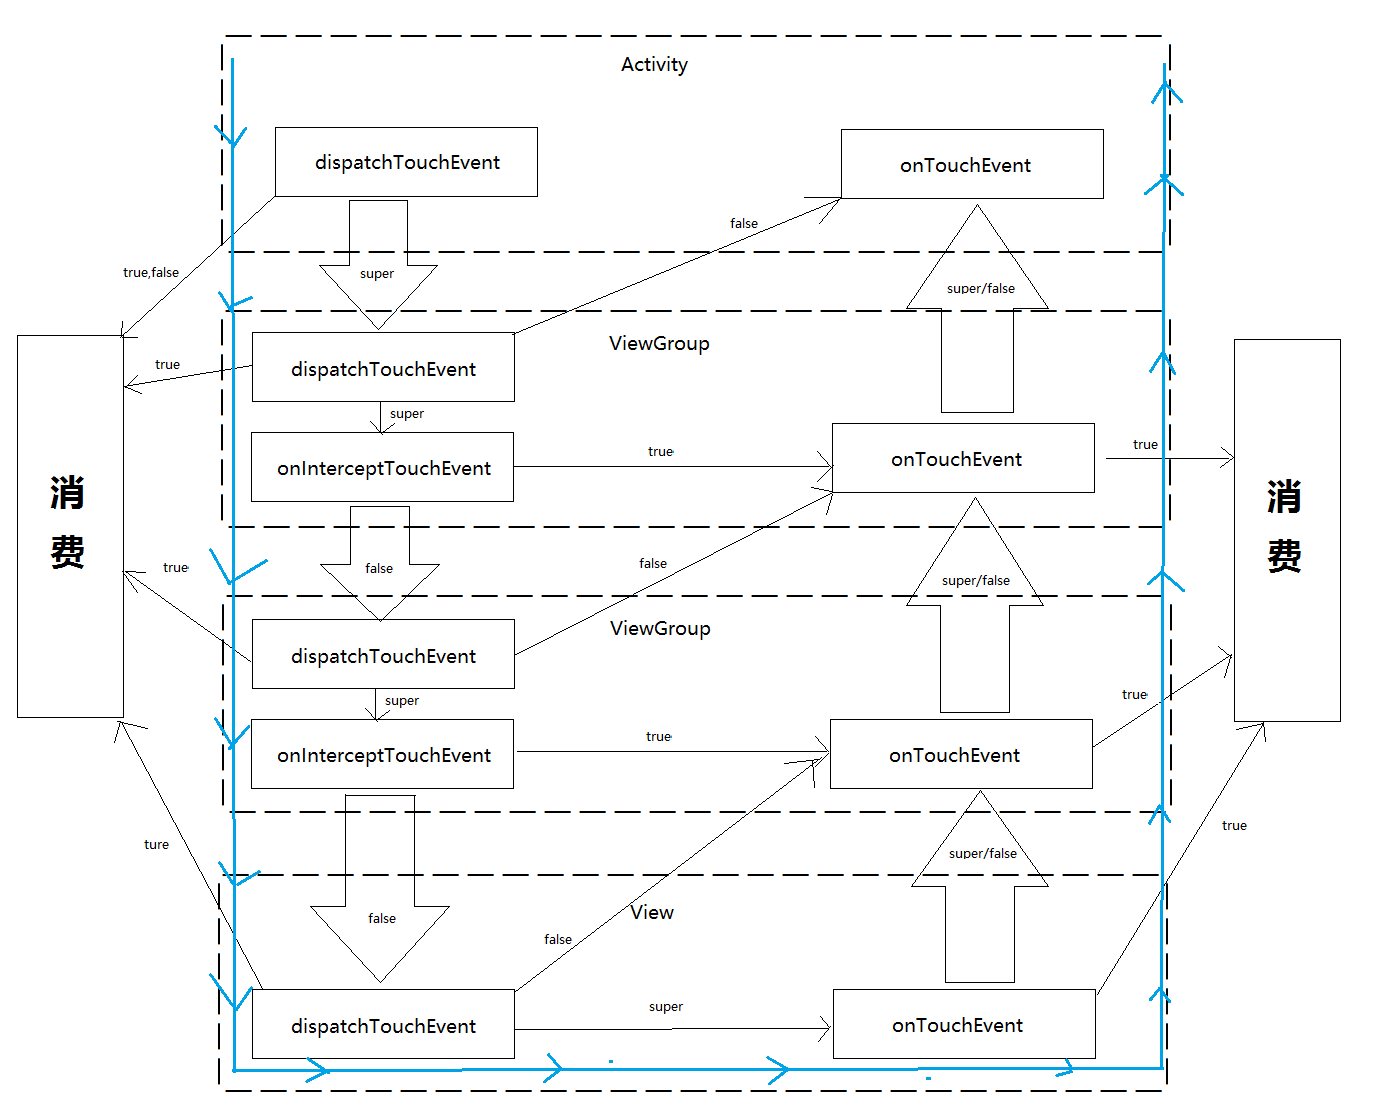 Activity
dispatchTouchEvent
onTouchEvent
false
true,false
super
super/false
ViewGroup
true
dispatchTouchEvent
super
onInterceptTouchEvent
true
onTouchEvent
true
消
费
消
费
true
false
false
super/false
ViewGroup
dispatchTouchEvent
super
true
onInterceptTouchEvent
true
onTouchEvent
ture
true
super/false
false
View
false
super
dispatchTouchEvent
onTouchEvent